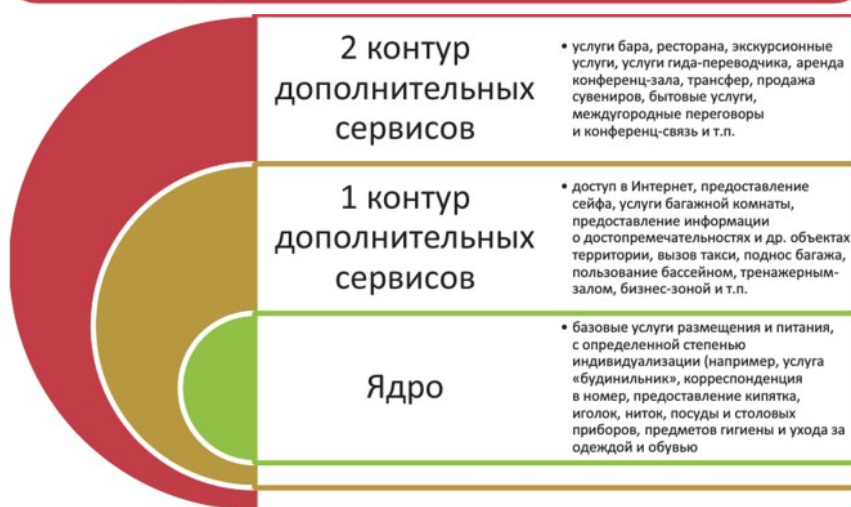 2 контур
дополнительных
сервисов
• услуги бара, ресторана, экскурсионные
услуги, услуги гида-переводчика, аренда
конференц-зала, трансфер, продажа
сувениров, бытовые услуги,
междугородные переговоры
и конференц-связь и т.п.
1 контур
дополнительных
сервисов
• доступ в Интернет, предоставление
сейфа, услуги багажной комнаты,
предоставление информации
о достопремечательностях и др. объектах
территории, вызов такси, поднос багажа,
пользование бассейном, тренажерным-
залом, бизнес-зоной и т.п.
Ядро
• базовые услуги размещения и питания,
с определенной степенью
индивидуализации (например, услуга
«будинильник», корреспонденция
в номер, предоставление кипятка,
иголок, ниток, посуды и столовых
приборов, предметов гигиены и ухода за
одеждой и обувью